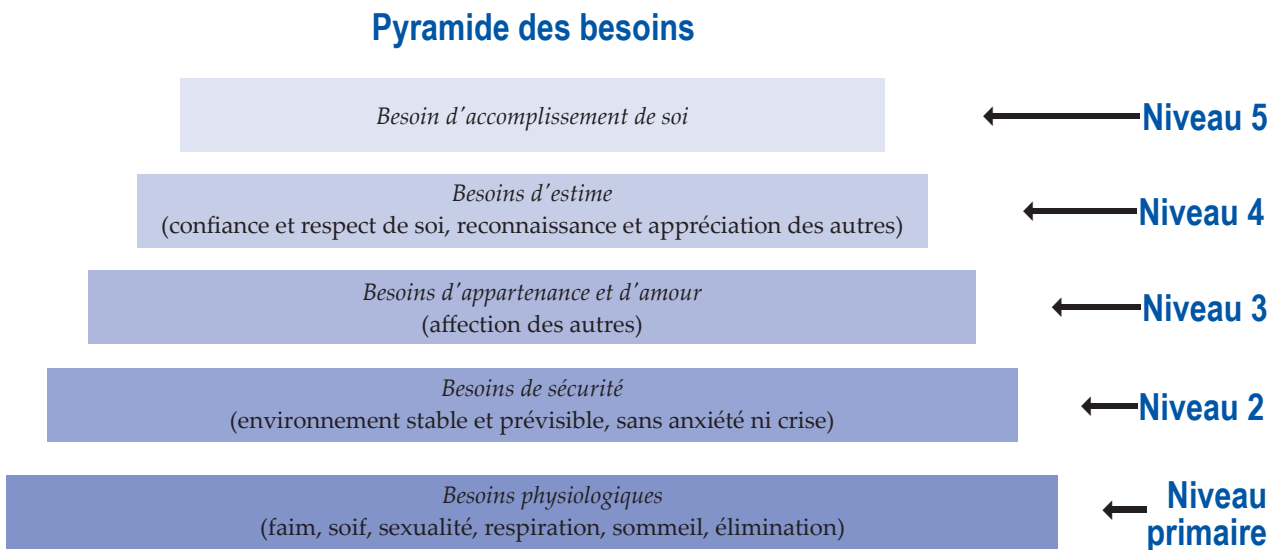 Pyramide des besoins
Besoin d'accomplissement de soi
Niveau 5
Besoins d'estime
(confiance et respect de soi, reconnaissance et appréciation des autres)
Niveau 4
Besoins d'appartenance et d'amour
(affection des autres)
Niveau 3
Besoins de sécurité
(environnement stable et prévisible, sans anxiété ni crise)
Niveau 2
Besoins physiologiques
(faim, soif, sexualité, respiration, sommeil, élimination)
Niveau
primaire